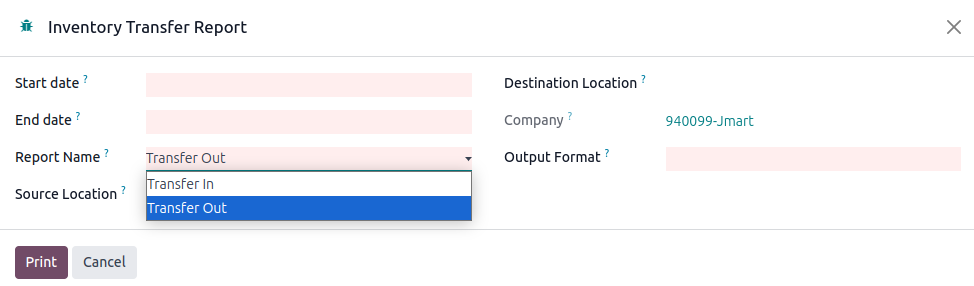 Inventory Transfer Report
Start date ?
Destination Location ?
End date ?
Company ?
940099-Jmart
Report Name ?
Transfer Out
Output Format ?
Transfer In
Transfer Out
Source Location ?
Print
Cancel